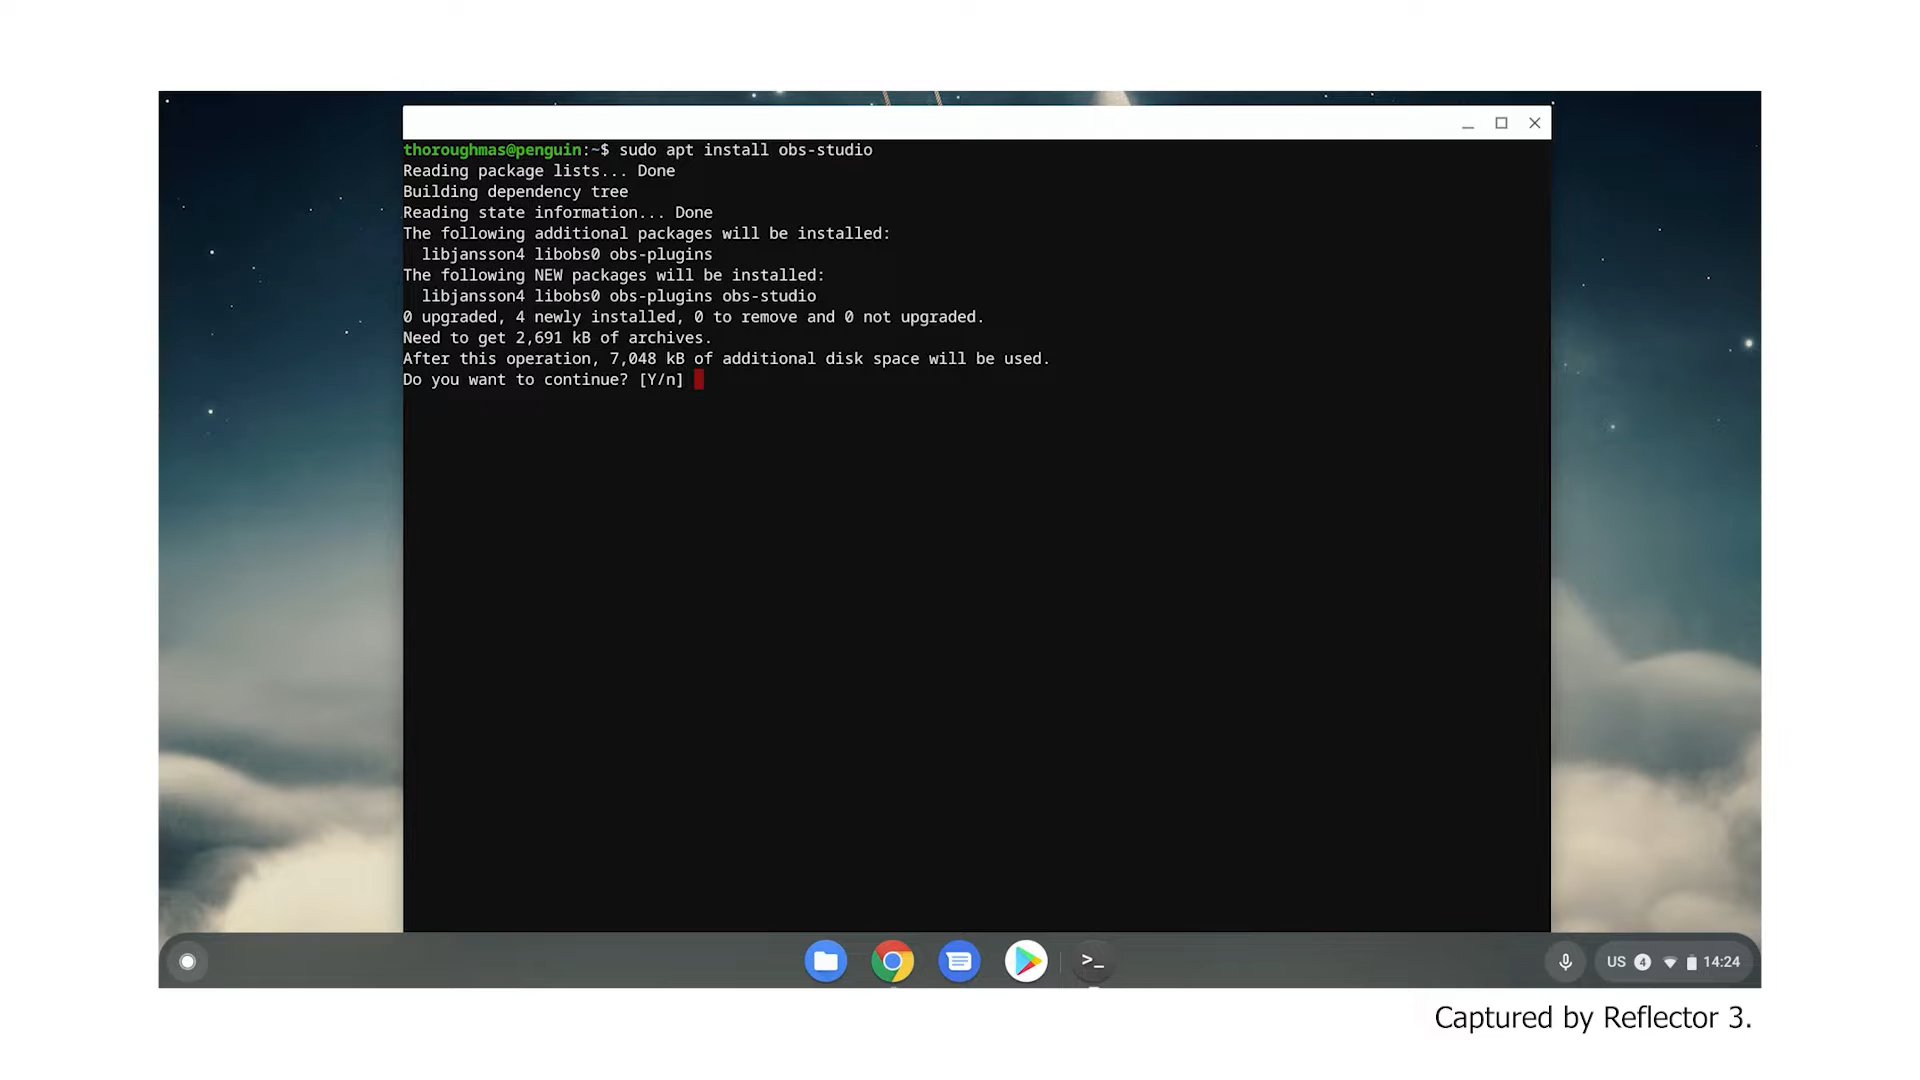 thoroughmas@penguin:~$ sudo apt install obs-studio
Reading package lists... Done
Building dependency tree
Reading state information... Done
The following additional packages will be installed:
  libjansson4 libobs0 obs-plugins
The following NEW packages will be installed:
  libjansson4 libobs0 obs-plugins obs-studio
0 upgraded, 4 newly installed, 0 to remove and 0 not upgraded.
Need to get 2,691 kB of archives.
After this operation, 7,048 kB of additional disk space will be used.
Do you want to continue? [Y/n]
>_
US 4 14:24
Captured by Reflector 3.